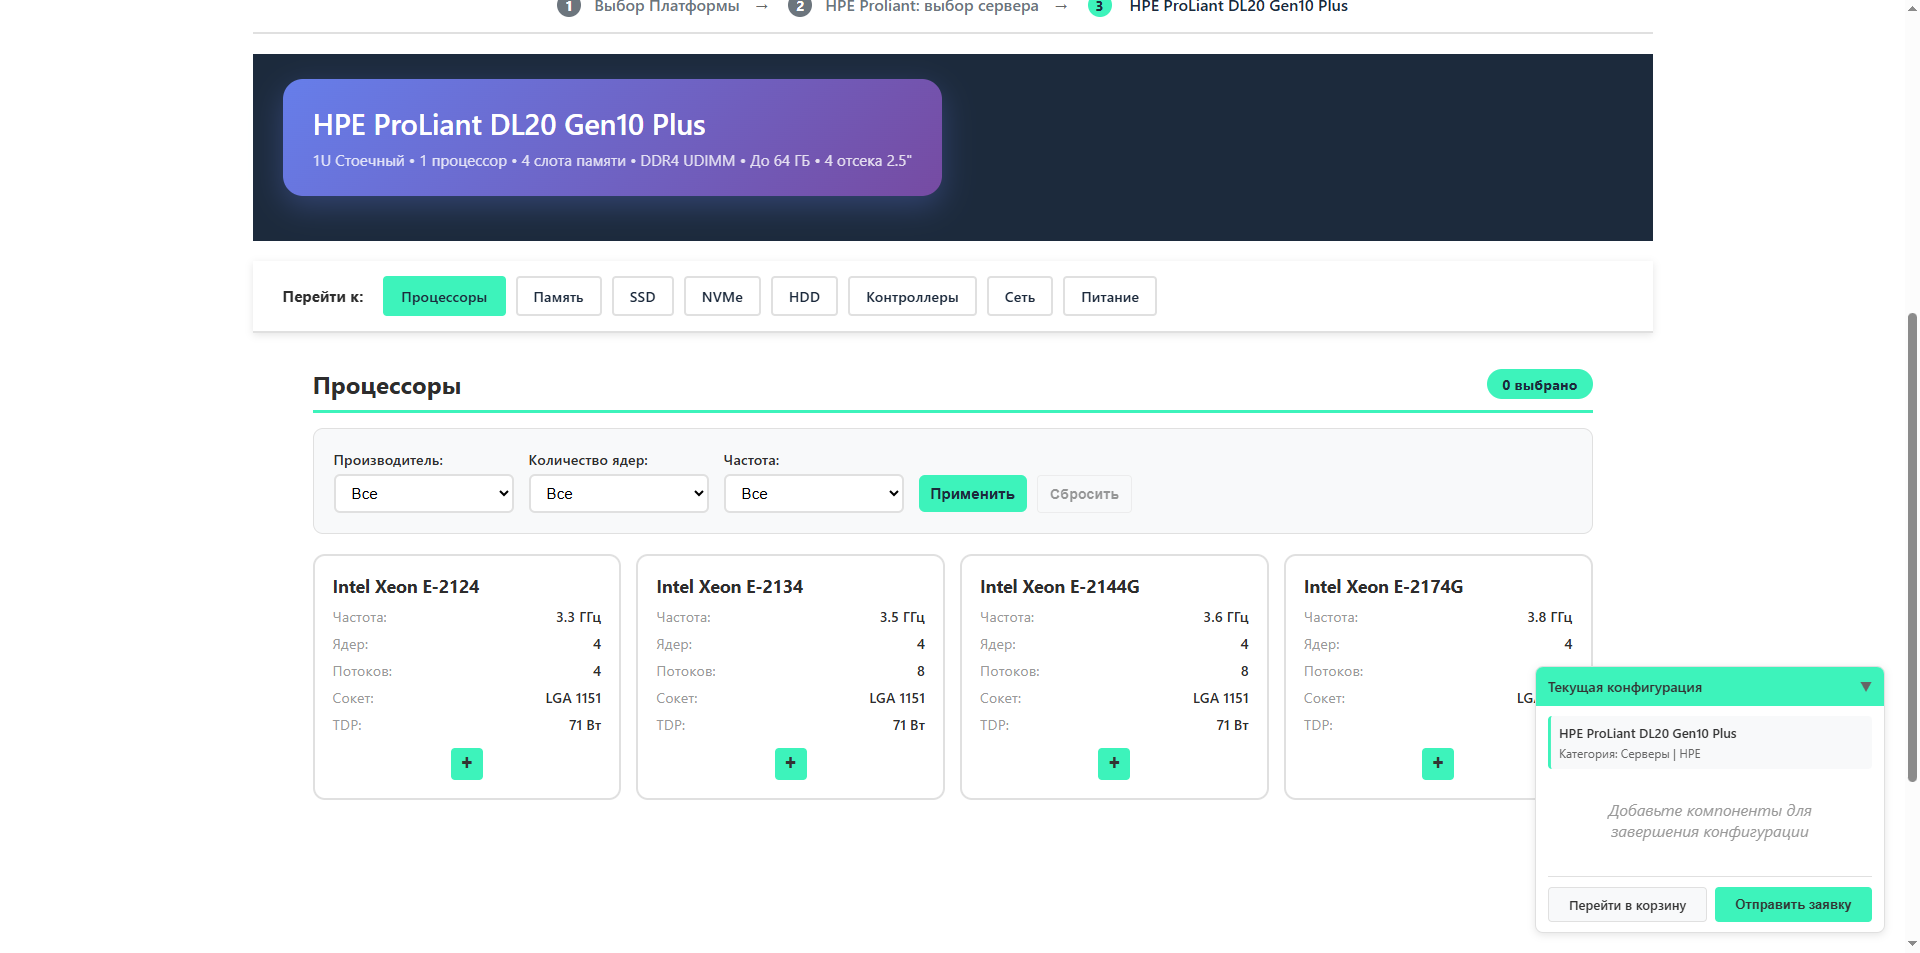 1 Выбор Платформы → 2 HPE Proliant: выбор сервера → 3 HPE ProLiant DL20 Gen10 Plus
HPE ProLiant DL20 Gen10 Plus
1U Стоечный • 1 процессор • 4 слота памяти • DDR4 UDIMM • До 64 ГБ • 4 отсека 2.5"
Перейти к: Процессоры Память SSD NVMe HDD Контроллеры Сеть Питание
Процессоры 0 выбрано
Производитель: Количество ядер: Частота:
Все Все Все Применить Сбросить
Intel Xeon E-2124
Частота: 3.3 ГГц
Ядер: 4
Потоков: 4
Сокет: LGA 1151
TDP: 71 Вт
+
Intel Xeon E-2134
Частота: 3.5 ГГц
Ядер: 4
Потоков: 8
Сокет: LGA 1151
TDP: 71 Вт
+
Intel Xeon E-2144G
Частота: 3.6 ГГц
Ядер: 4
Потоков: 8
Сокет: LGA 1151
TDP: 71 Вт
+
Intel Xeon E-2174G
Частота: 3.8 ГГц
Ядер: 4
Потоков:
Сокет:
TDP:
+
Текущая конфигурация ▼
HPE ProLiant DL20 Gen10 Plus
Категория: Серверы | HPE
Добавьте компоненты для
завершения конфигурации
Перейти в корзину Отправить заявку